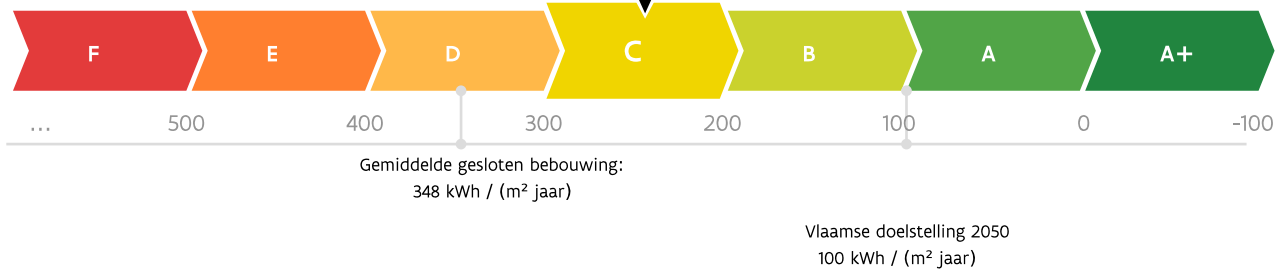 F E D C B A A+
... 500 400 300 200 100 0 -100
Gemiddelde gesloten bebouwing:
348 kWh / (m² jaar)
Vlaamse doelstelling 2050
100 kWh / (m² jaar)